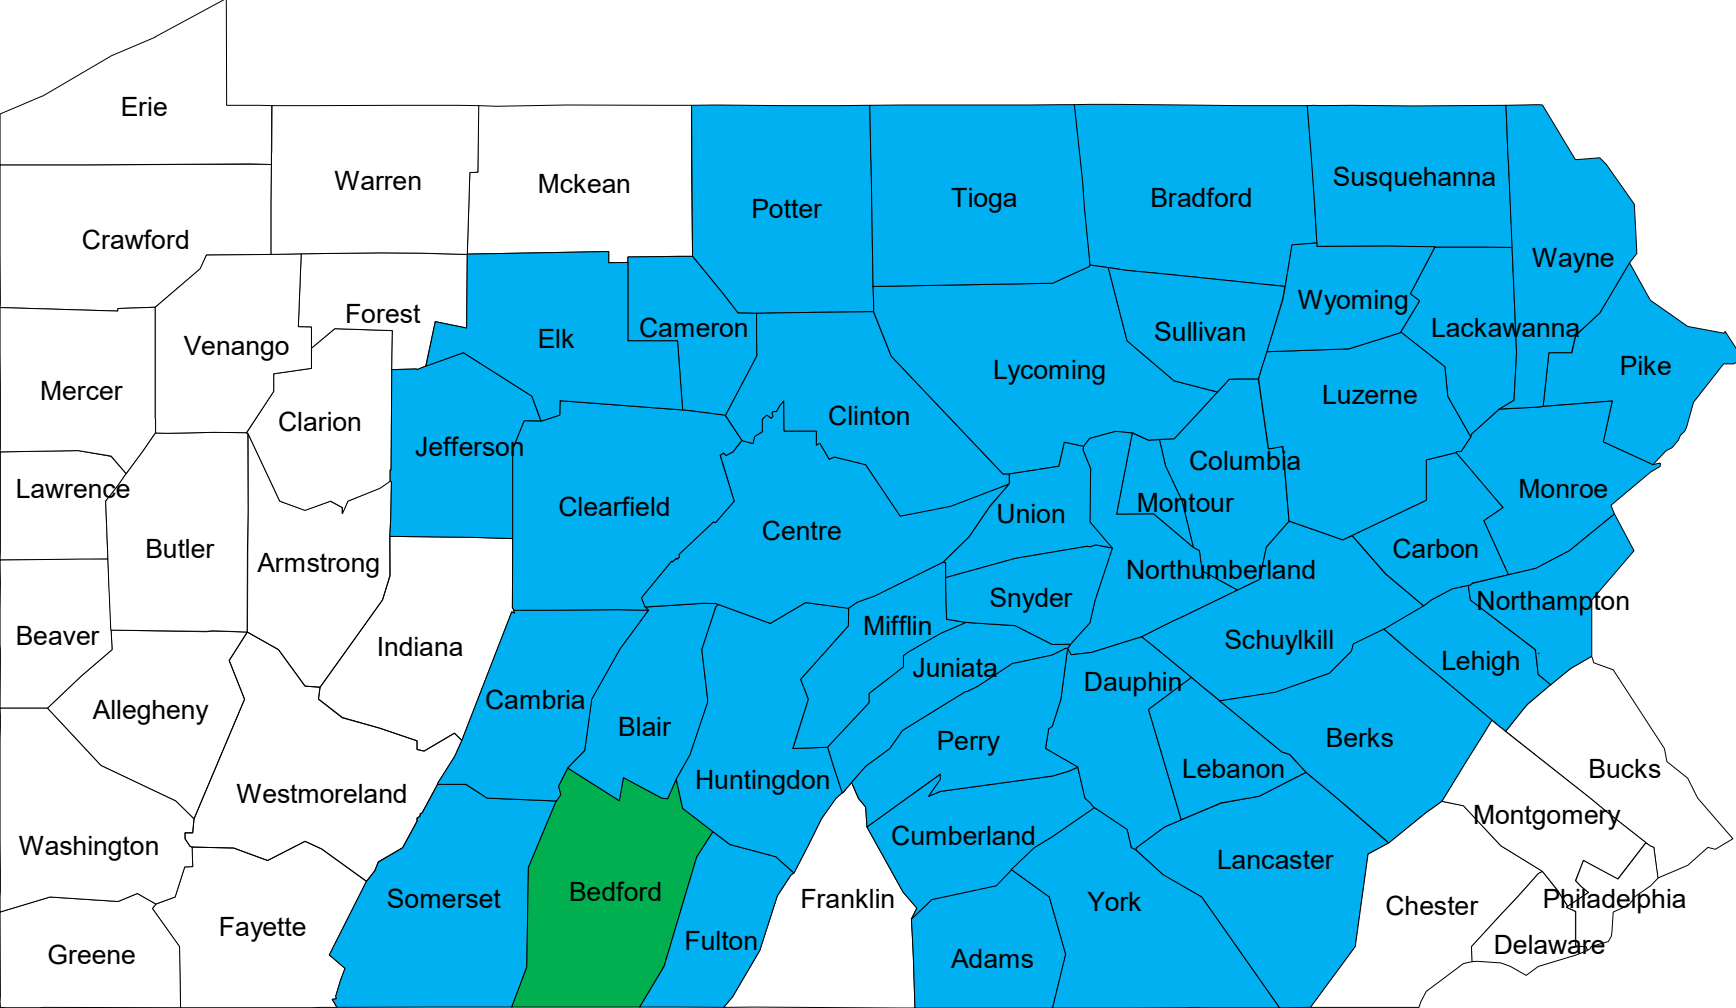 Erie
Warren
Mckean
Potter
Tioga
Bradford
Susquehanna
Crawford
Wayne
Forest
Venango
Elk
Cameron
Wyoming
Lackawanna
Sullivan
Lycoming
Pike
Mercer
Luzerne
Clarion
Clinton
Jefferson
Columbia
Lawrence
Clearfield
Montour
Monroe
Union
Centre
Butler
Armstrong
Carbon
Northumberland
Snyder
Northampton
Beaver
Indiana
Mifflin
Schuylkill
Lehigh
Juniata
Dauphin
Allegheny
Cambria
Blair
Perry
Berks
Lebanon
Bucks
Huntingdon
Westmoreland
Montgomery
Washington
Cumberland
Lancaster
Somerset
Bedford
Franklin
York
Chester
Philadelphia
Fayette
Fulton
Delaware
Greene
Adams